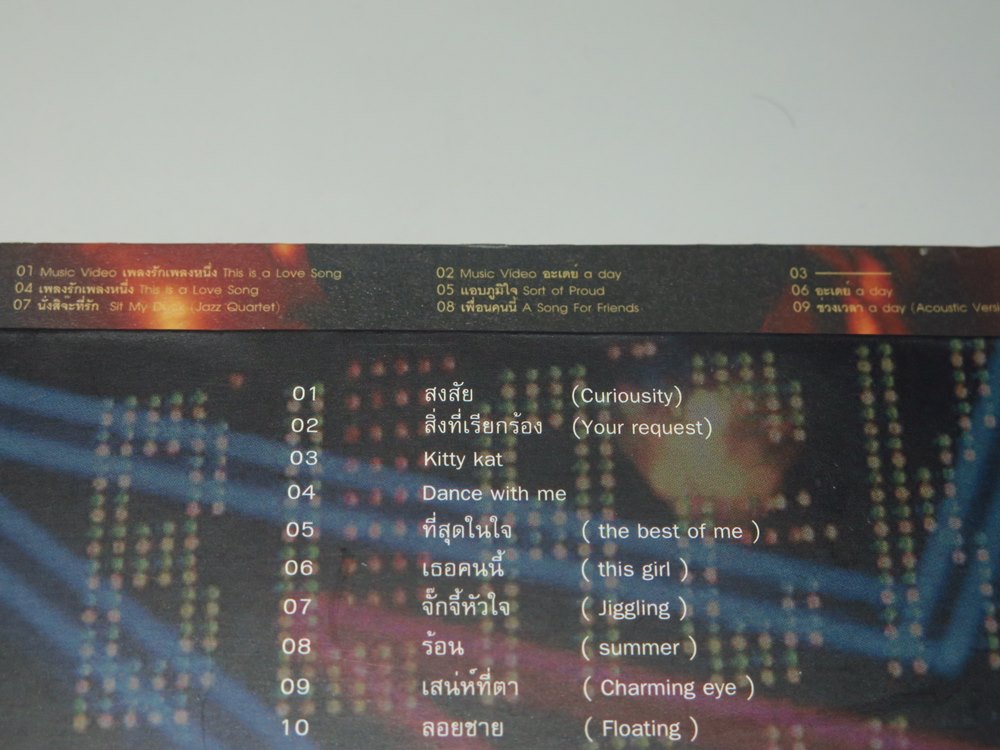 01 Music Video เพลงรักเพลงหนึ่ง This is a Love Song 02 Music Video อะเดย์ a day 03
04 เพลงรักเพลงหนึ่ง This is a Love Song 05 แอบภูมิใจ Sort of Proud 06 อะเดย์ a day
07 นั่งสิจ๊ะที่รัก Sit My (Jazz Quartet) 08 เพื่อนคนนี้ A Song For Friends 09 ช่วงเวลา a day (Acoustic Versi
01 สงสัย (Curiousity)
02 สิ่งที่เรียกร้อง (Your request)
03 Kitty kat
04 Dance with me
05 ที่สุดในใจ ( the best of me )
06 เธอคนนี้ ( this girl )
07 จั๊กจี้หัวใจ ( Jiggling )
08 ร้อน ( summer )
09 เสน่ห์ที่ตา ( Charming eye )
10 ลอยชาย ( Floating )